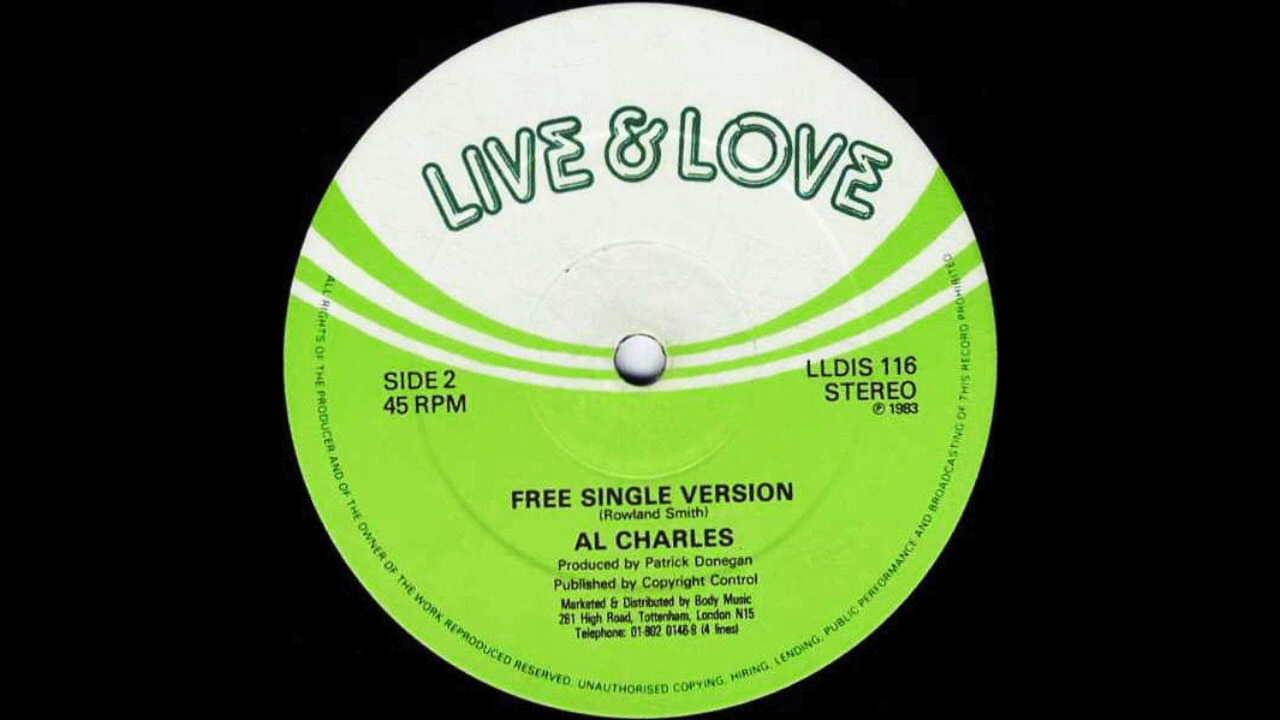 LIVE & LOVE
SIDE 2
45 RPM
LLDIS 116
STEREO
℗ 1983
FREE SINGLE VERSION
(Rowland Smith)
AL CHARLES
Produced by Patrick Donegan
Published by Copyright Control
Marketed & Distributed by Body Music
261 High Road, Tottenham, London N15
Telephone: 01-802 0146-9 (4 lines)
ALL RIGHTS OF THE PRODUCER AND OF THE OWNER OF THE WORK REPRODUCED RESERVED. UNAUTHORISED COPYING, HIRING, LENDING, PUBLIC PERFORMANCE AND BROADCASTING OF THIS RECORD PROHIBITED